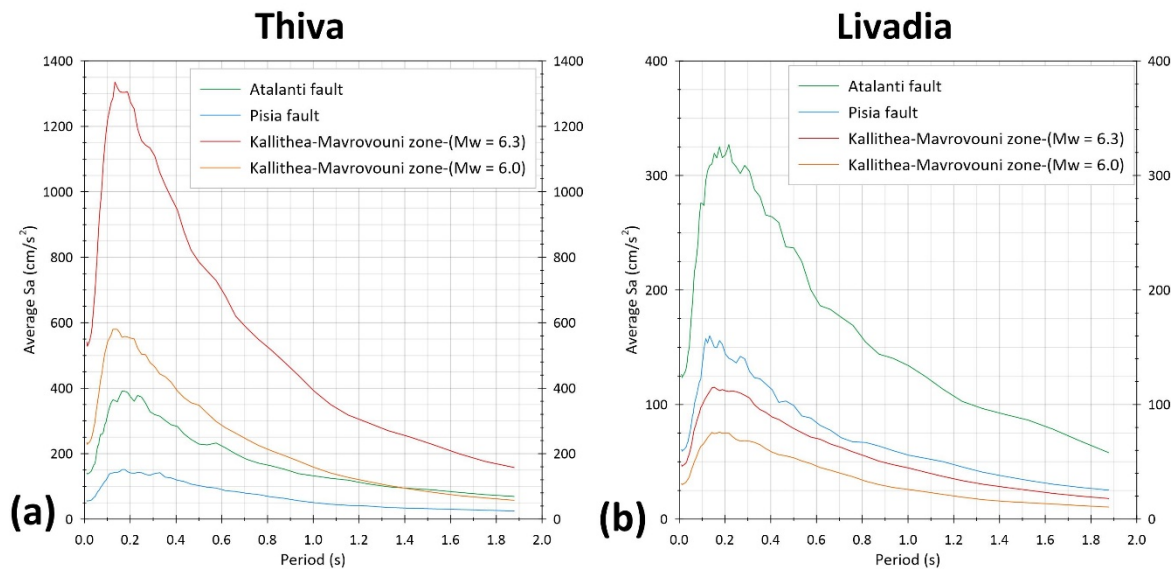 Thiva
1400
1200
1000
800
600
400
200
0
Average Sa (cm/s²)
Atalanti fault
Pisia fault
Kallithea-Mavrovouni zone-(Mw = 6.3)
Kallithea-Mavrovouni zone-(Mw = 6.0)
1400
1200
1000
800
600
400
200
0
0.0 0.2 0.4 0.6 0.8 1.0 1.2 1.4 1.6 1.8 2.0
Period (s)
(a)
Livadia
400
350
300
250
200
150
100
50
0
Average Sa (cm/s²)
Atalanti fault
Pisia fault
Kallithea-Mavrovouni zone-(Mw = 6.3)
Kallithea-Mavrovouni zone-(Mw = 6.0)
400
300
200
100
0
0.0 0.2 0.4 0.6 0.8 1.0 1.2 1.4 1.6 1.8 2.0
Period (s)
(b)